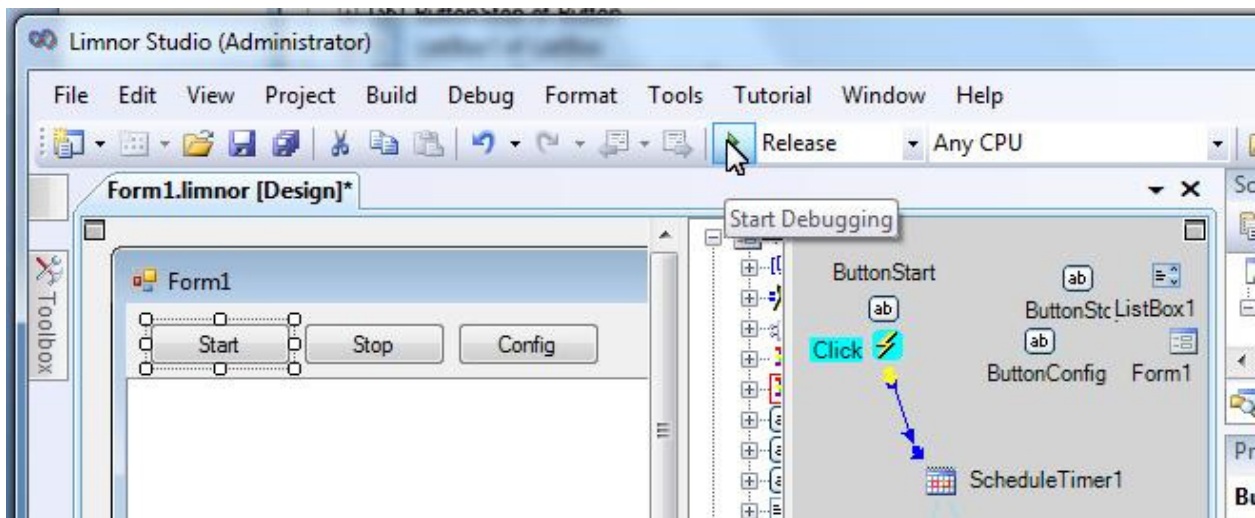 Limnor Studio (Administrator)
File Edit View Project Build Debug Format Tools Tutorial Window Help
Release Any CPU
Form1.limnor [Design]*
Start Debugging
Toolbox
Form1
Start Stop Config
ButtonStart
ListBox1
Click
ButtonConfig Form1
ScheduleTimer1